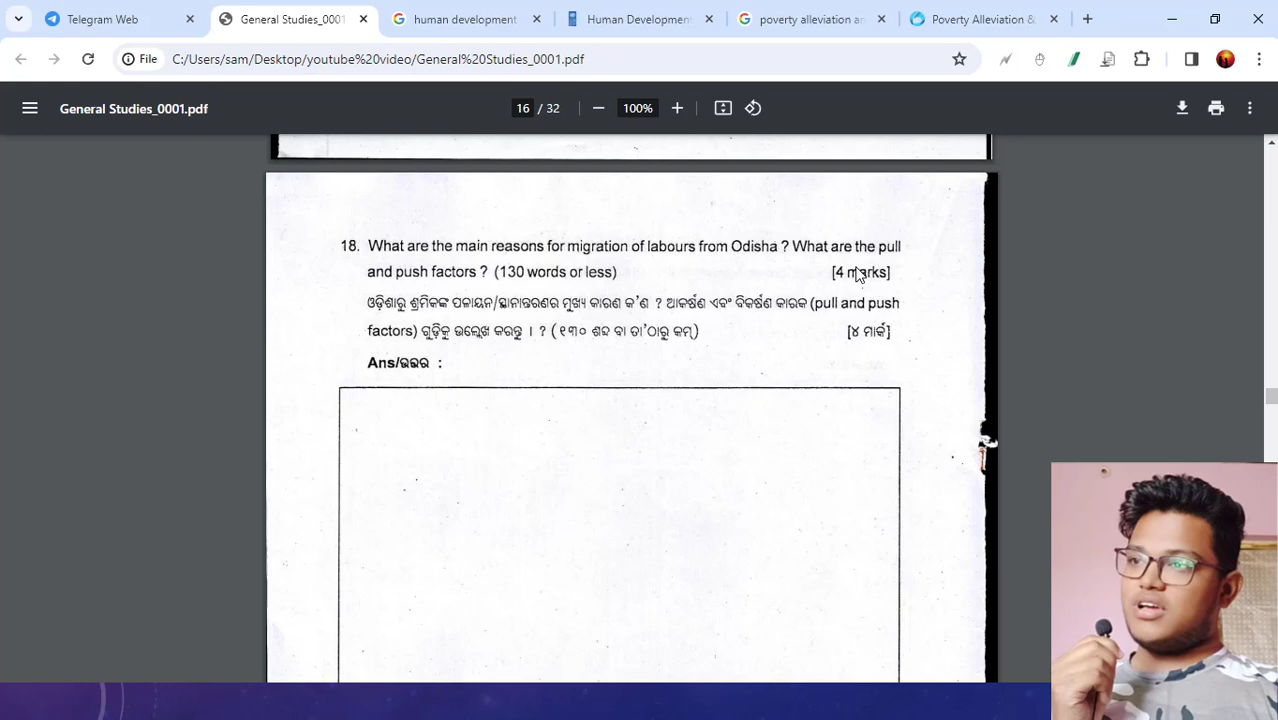 Telegram Web
General Studies_0001
human development
Human Development
poverty alleviation an
Poverty Alleviation &
File
C:/Users/sam/Desktop/youtube%20video/General%20Studies_0001.pdf
General Studies_0001.pdf
16 / 32
100%
18. What are the main reasons for migration of labours from Odisha ? What are the pull
and push factors ? (130 words or less) [4 marks]
ଓଡ଼ିଶାରୁ ଶ୍ରମିକଙ୍କ ପଳାୟନ/ସ୍ଥାନାନ୍ତରଣର ମୁଖ୍ୟ କାରଣ କ'ଣ ? ଆକର୍ଷଣ ଏବଂ ବିକର୍ଷଣ କାରକ (pull and push
factors) ଗୁଡ଼ିକୁ ଉଲ୍ଲେଖ କରନ୍ତୁ । ? (୧୩୦ ଶବ୍ଦ ବା ତା'ଠାରୁ କମ୍) [୪ ମାର୍କ]
Ans/ଉତ୍ତର :